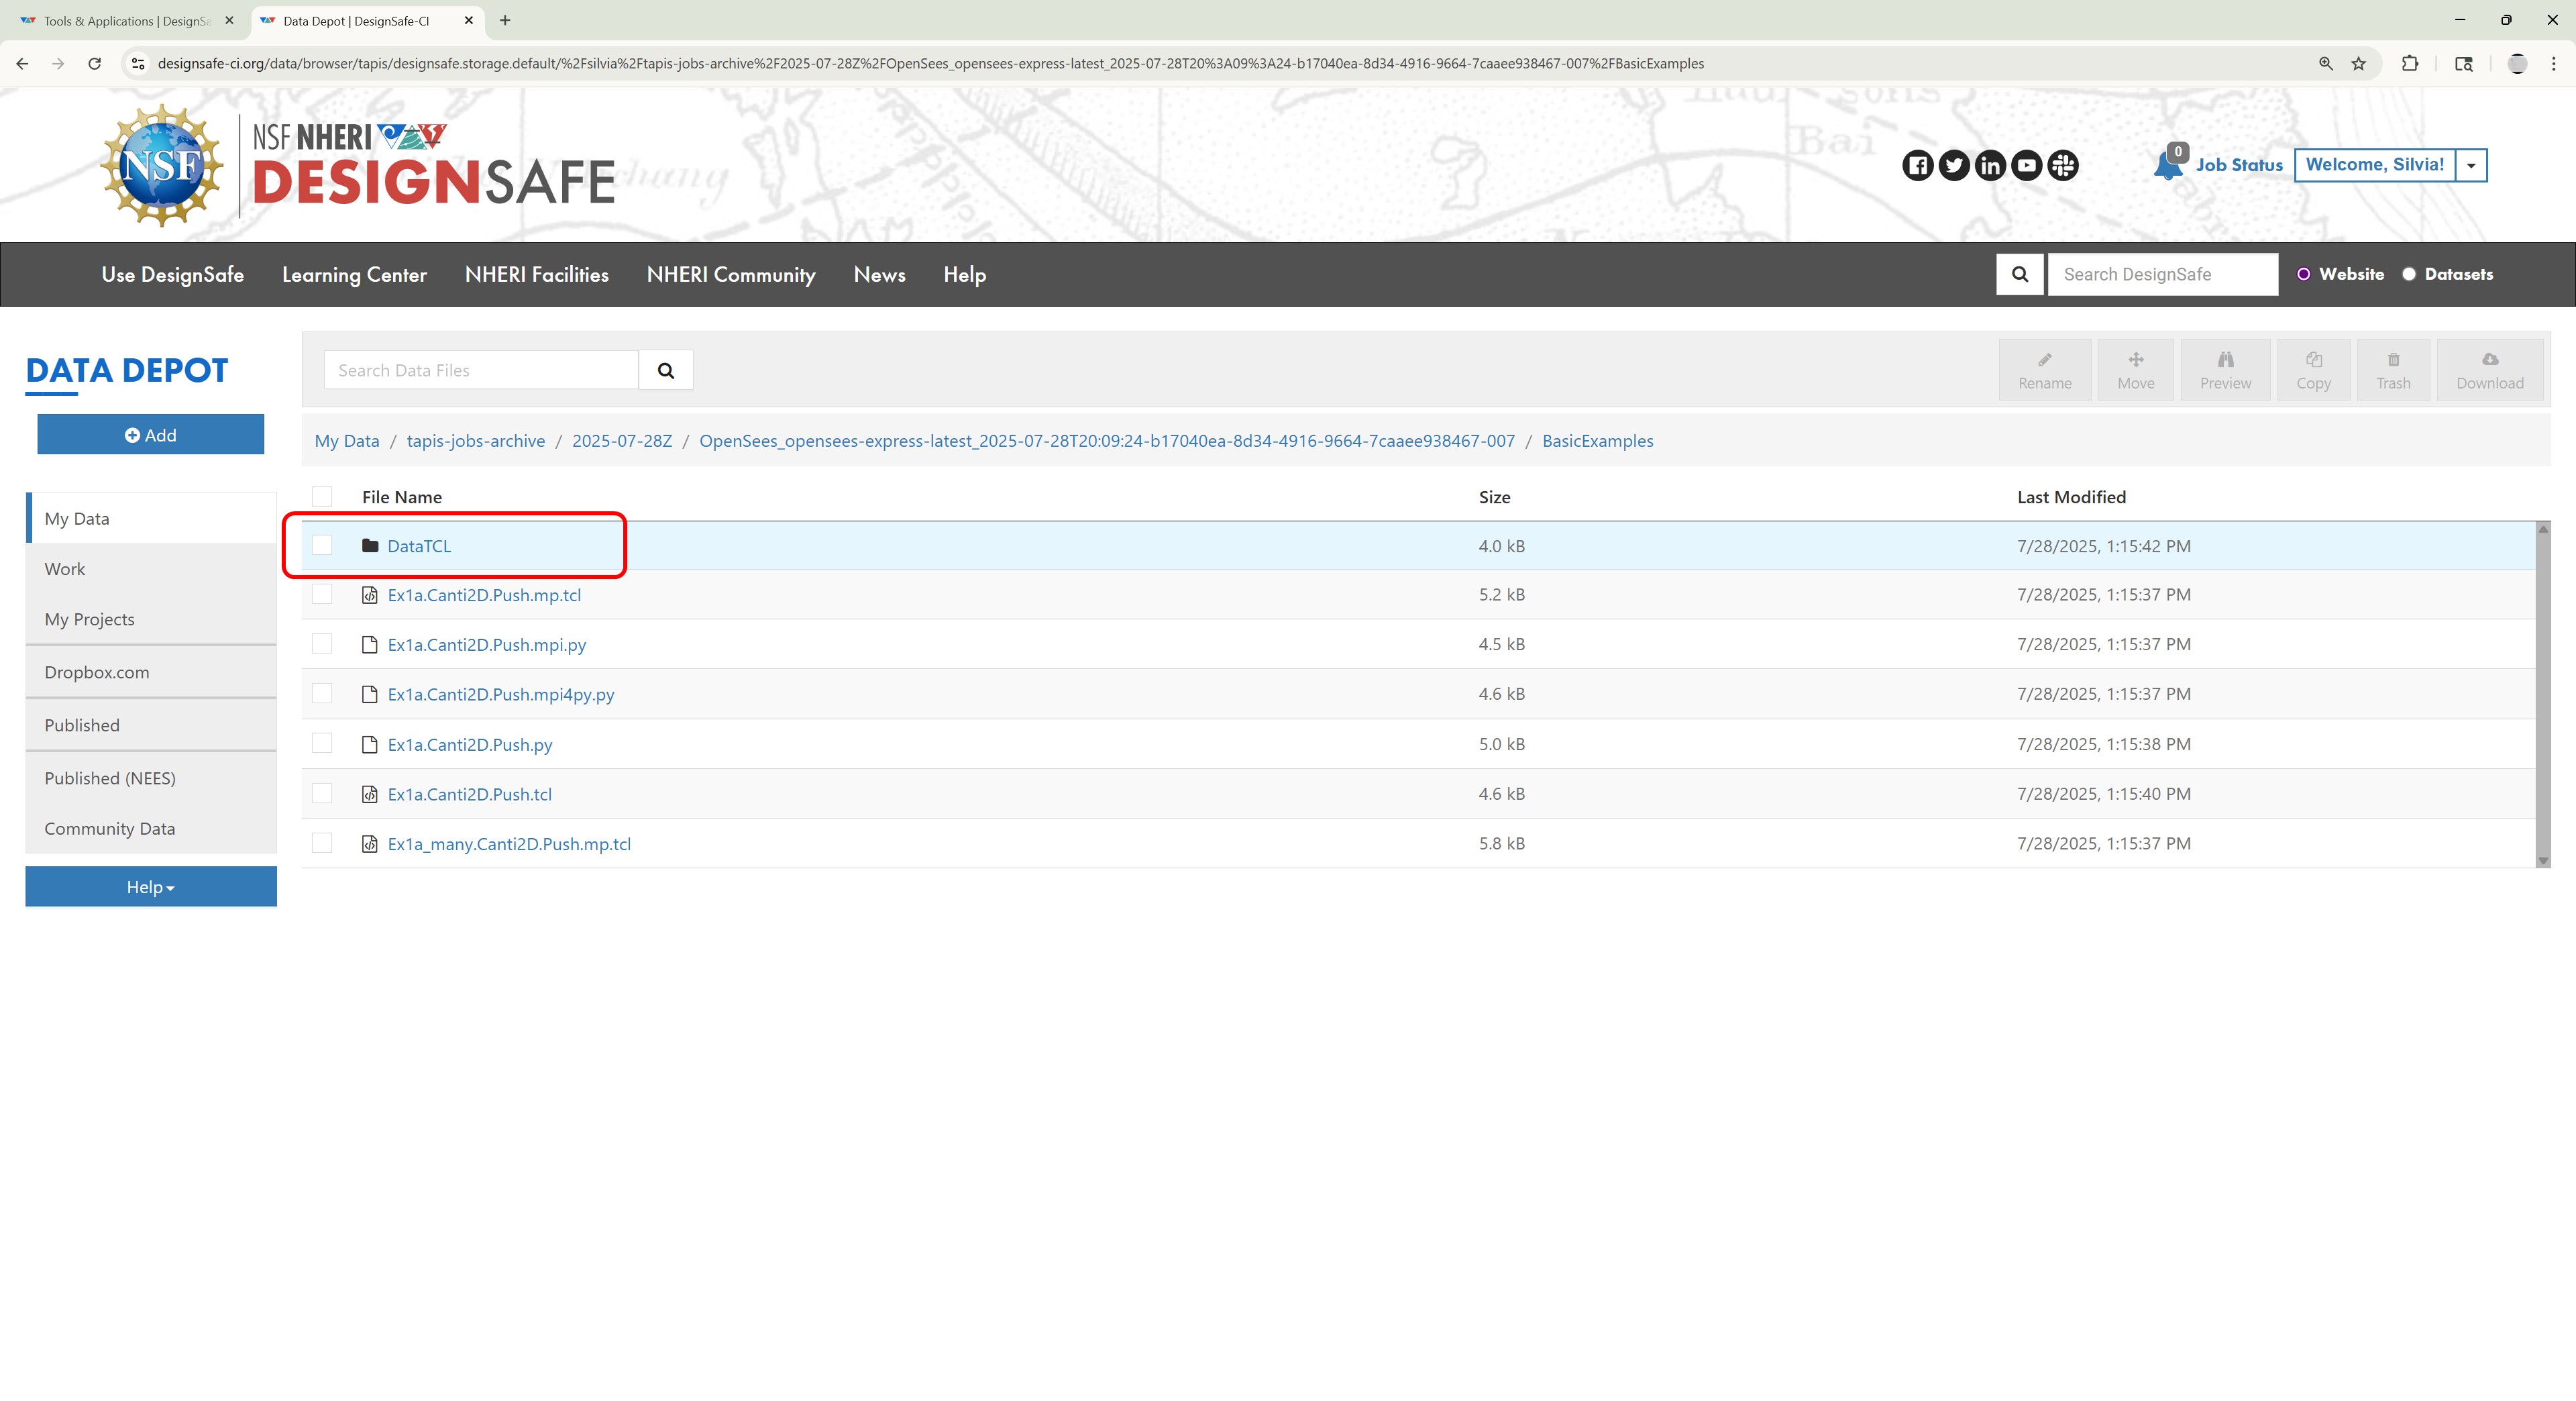 Tools & Applications | DesignSa
Data Depot | DesignSafe-CI
designsafe-ci.org/data/browser/tapis/designsafe.storage.default/%2Fsilvia%2Ftapis-jobs-archive%2F2025-07-28Z%2FOpenSees_opensees-express-latest_2025-07-28T20%3A09%3A24-b17040ea-8d34-4916-9664-7caaee938467-007%2FBasicExamples
NSF
NSF NHERI
DESIGNSAFE
0
Job Status
Welcome, Silvia!
Use DesignSafe
Learning Center
NHERI Facilities
NHERI Community
News
Help
Search DesignSafe
Website
Datasets
DATA DEPOT
Add
My Data
Work
My Projects
Dropbox.com
Published
Published (NEES)
Community Data
Help
Search Data Files
Rename
Move
Preview
Copy
Trash
Download
My Data / tapis-jobs-archive / 2025-07-28Z / OpenSees_opensees-express-latest_2025-07-28T20:09:24-b17040ea-8d34-4916-9664-7caaee938467-007 / BasicExamples
File Name Size Last Modified
DataTCL 4.0 kB 7/28/2025, 1:15:42 PM
Ex1a.Canti2D.Push.mp.tcl 5.2 kB 7/28/2025, 1:15:37 PM
Ex1a.Canti2D.Push.mpi.py 4.5 kB 7/28/2025, 1:15:37 PM
Ex1a.Canti2D.Push.mpi4py.py 4.6 kB 7/28/2025, 1:15:37 PM
Ex1a.Canti2D.Push.py 5.0 kB 7/28/2025, 1:15:38 PM
Ex1a.Canti2D.Push.tcl 4.6 kB 7/28/2025, 1:15:40 PM
Ex1a_many.Canti2D.Push.mp.tcl 5.8 kB 7/28/2025, 1:15:37 PM